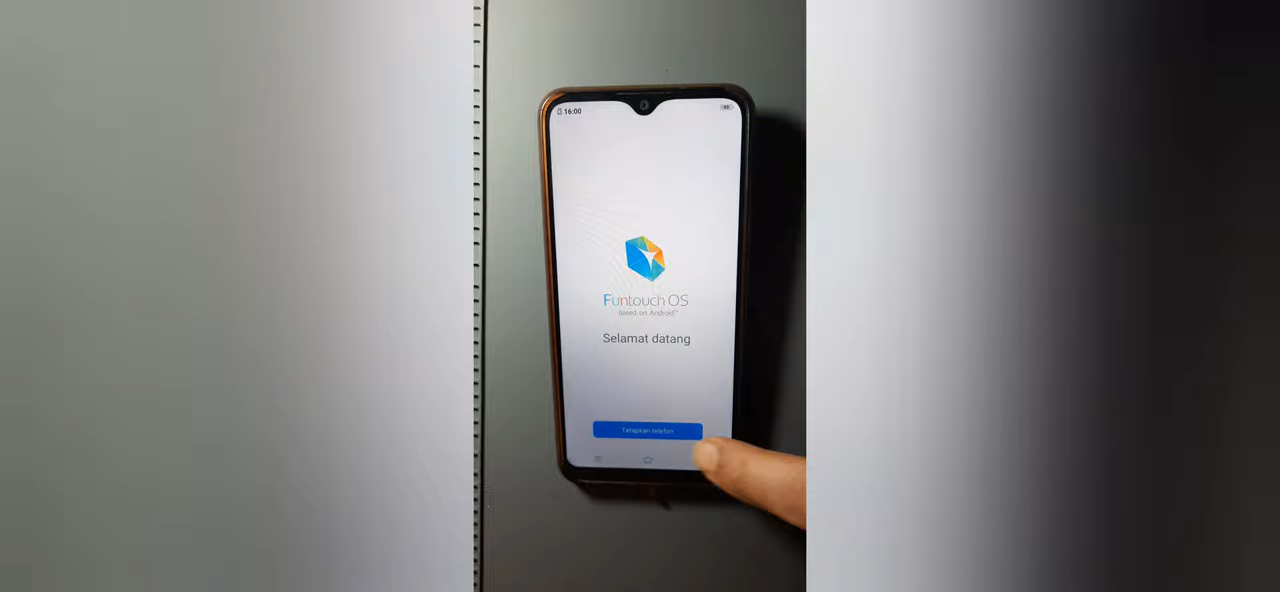 16:00
Funtouch OS
based on Android™
Selamat datang
Tetapkan telefon